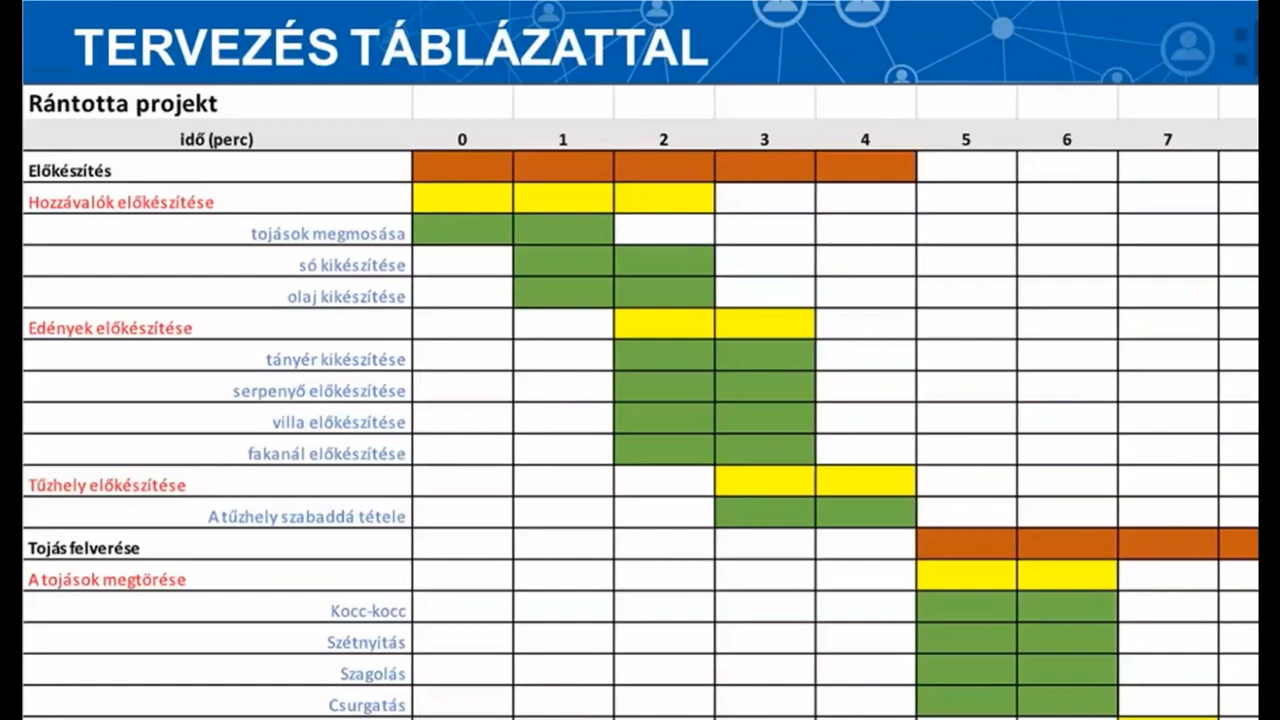 TERVEZÉS TÁBLÁZATTAL
Rántotta projekt
idő (perc) 0 1 2 3 4 5 6 7
Előkészítés
Hozzávalók előkészítése
tojások megmosása
só kikészítése
olaj kikészítése
Edények előkészítése
tányér kikészítése
serpenyő előkészítése
villa előkészítése
fakanál előkészítése
Tűzhely előkészítése
A tűzhely szabaddá tétele
Tojás felverése
A tojások megtörése
Kocc-kocc
Szétnyitás
Szagolás
Csurgatás